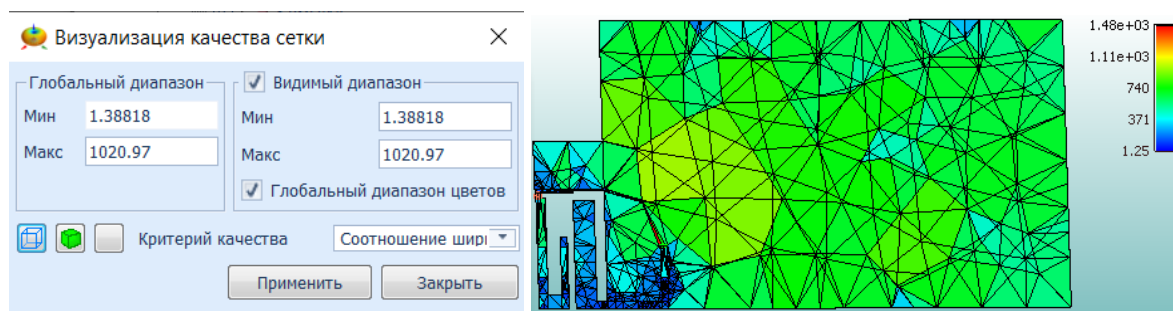 Визуализация качества сетки
Глобальный диапазон
Видимый диапазон
Мин 1.38818
Мин 1.38818
Макс 1020.97
Макс 1020.97
Глобальный диапазон цветов
Критерий качества Соотношение шири
Применить Закрыть
1.48e+03
1.11e+03
740
371
1.25